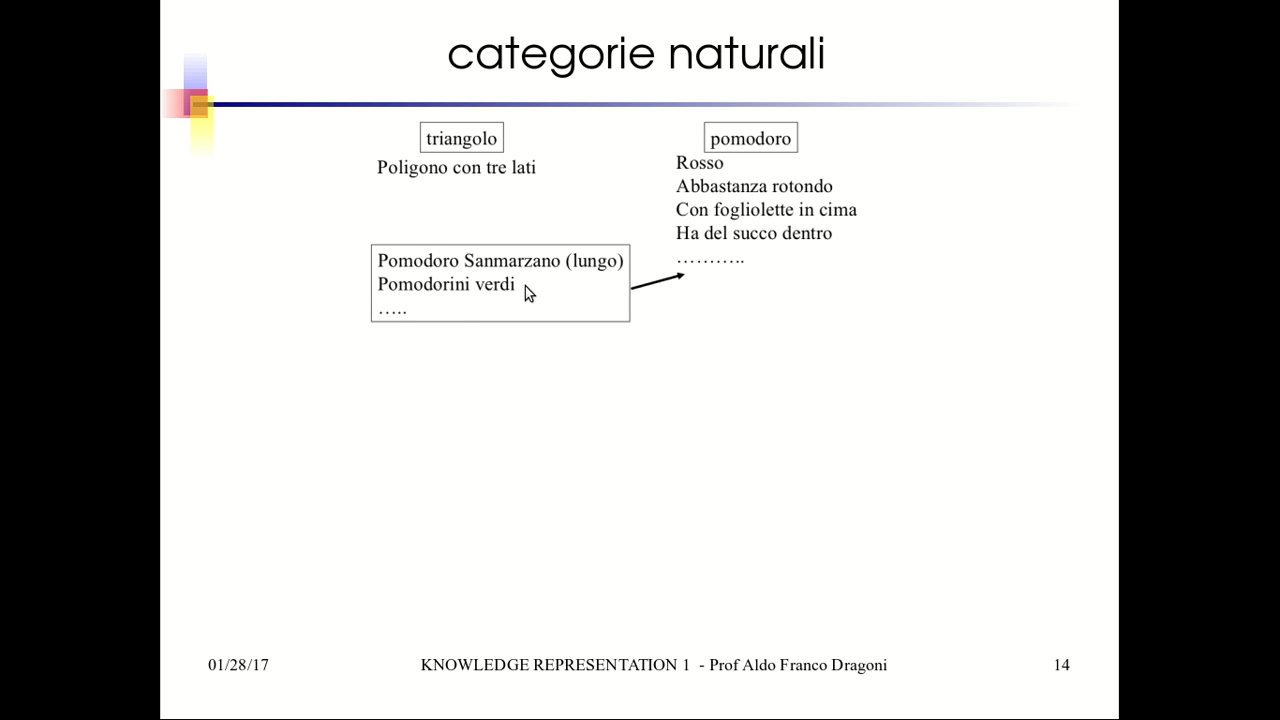 categorie naturali
triangolo
Poligono con tre lati
pomodoro
Rosso
Abbastanza rotondo
Con fogliolette in cima
Ha del succo dentro
………..
Pomodoro Sanmarzano (lungo)
Pomodorini verdi
…..
01/28/17
KNOWLEDGE REPRESENTATION 1 - Prof Aldo Franco Dragoni
14